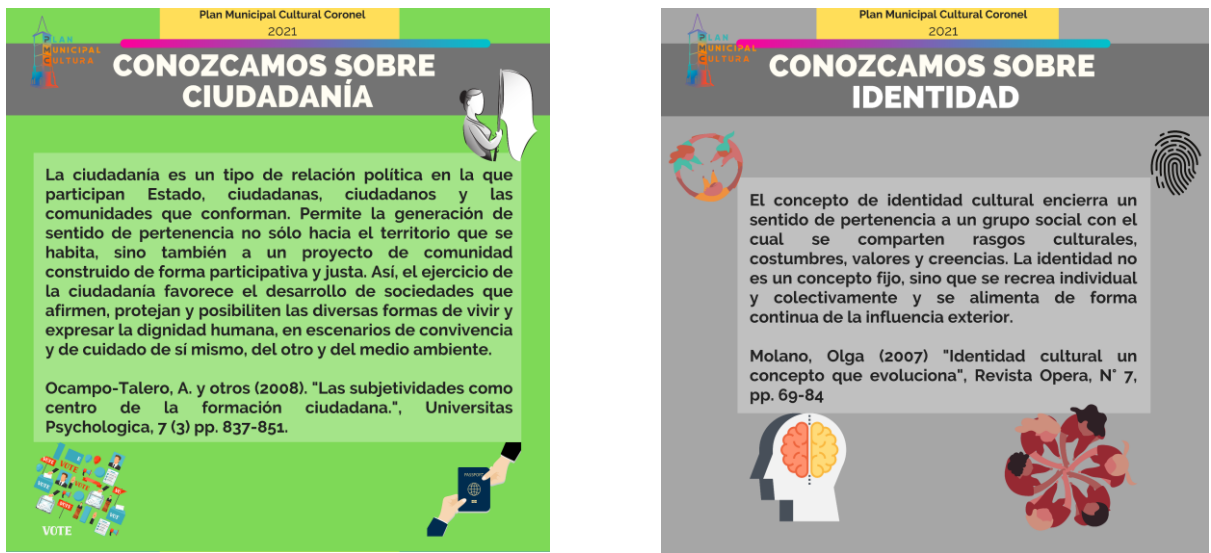 Plan Municipal Cultural Coronel
2021
PLAN
MUNICIPAL
CULTURA
CONOZCAMOS SOBRE
CIUDADANÍA
La ciudadanía es un tipo de relación política en la que
participan Estado, ciudadanas, ciudadanos y las
comunidades que conforman. Permite la generación de
sentido de pertenencia no sólo hacia el territorio que se
habita, sino también a un proyecto de comunidad
construido de forma participativa y justa. Así, el ejercicio de
la ciudadanía favorece el desarrollo de sociedades que
afirmen, protejan y posibiliten las diversas formas de vivir y
expresar la dignidad humana, en escenarios de convivencia
y de cuidado de sí mismo, del otro y del medio ambiente.
Ocampo-Talero, A. y otros (2008). "Las subjetividades como
centro de la formación ciudadana.", Universitas
Psychologica, 7 (3) pp. 837-851.
VOTE
VOTE
VOTE
VOTE
VOTE
PASSPORT
Plan Municipal Cultural Coronel
2021
PLAN
MUNICIPAL
CULTURA
CONOZCAMOS SOBRE
IDENTIDAD
El concepto de identidad cultural encierra un
sentido de pertenencia a un grupo social con el
cual se comparten rasgos culturales,
costumbres, valores y creencias. La identidad no
es un concepto fijo, sino que se recrea individual
y colectivamente y se alimenta de forma
continua de la influencia exterior.
Molano, Olga (2007) "Identidad cultural un
concepto que evoluciona", Revista Opera, N° 7,
pp. 69-84